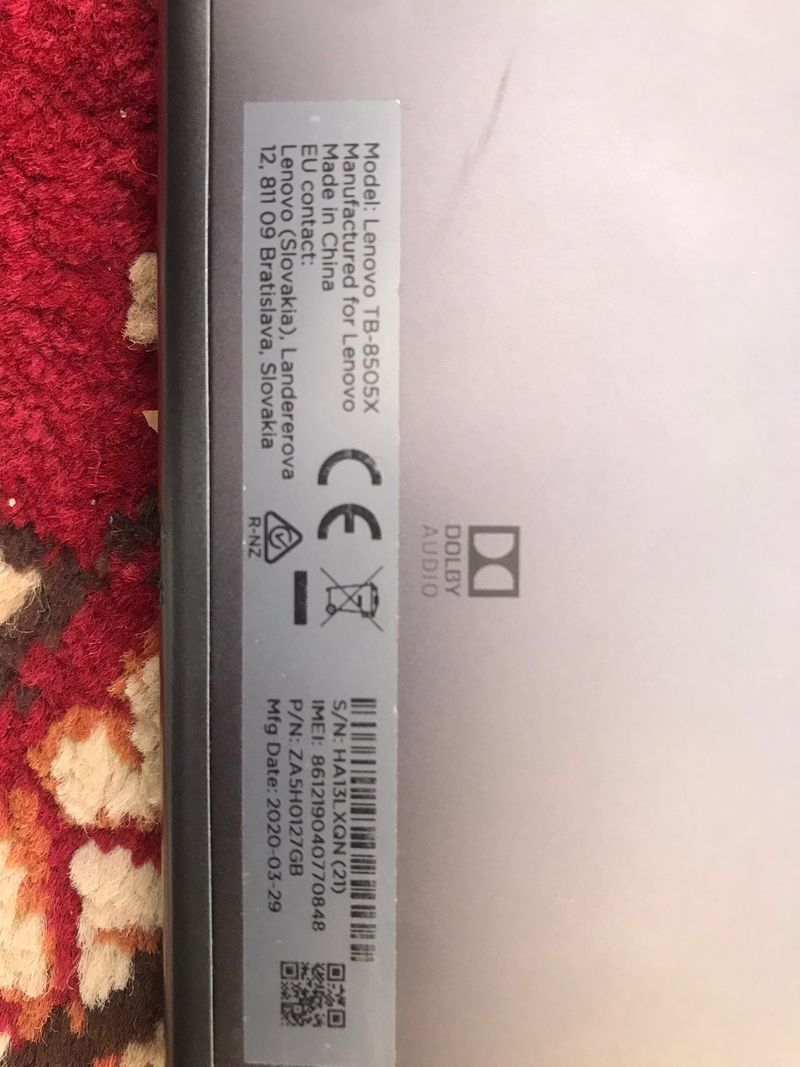 Model: Lenovo TB-8505X
Manufactured for Lenovo
Made in China
EU contact:
Lenovo (Slovakia), Landererova
12, 811 09 Bratislava, Slovakia
CE
R-NZ
S/N: HA13LXQN (21)
IMEI: 861219040770848
P/N: ZA5H0127GB
Mfg Date: 2020-03-29
DOLBY
AUDIO